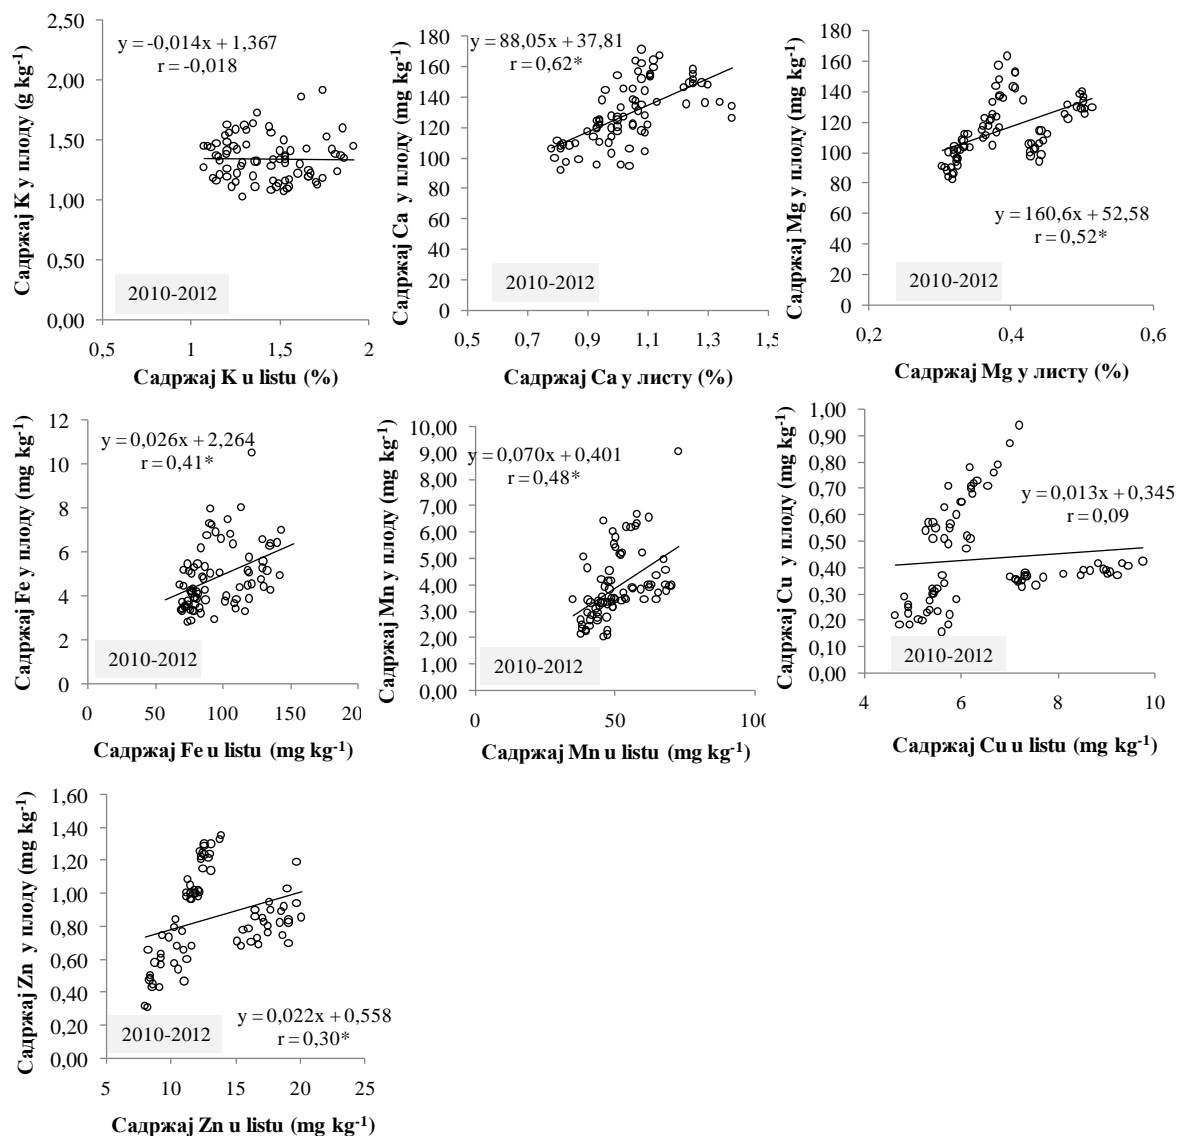 2,50
2,00
1,50
1,00
0,50
0,00
Садржај K у плоду (g kg-1)
y = -0,014x + 1,367
r = -0,018
2010-2012
0,5 1 1,5 2
Садржај K u listu (%)
180
160
140
120
100
80
60
40
20
0
Садржај Ca у плоду (mg kg-1)
y = 88,05x + 37,81
r = 0,62*
2010-2012
0,5 0,7 0,9 1,1 1,3 1,5
Садржај Ca у листу (%)
180
160
140
120
100
80
60
40
20
0
Садржај Mg у плоду (mg kg-1)
y = 160,6x + 52,58
r = 0,52*
2010-2012
0,2 0,4 0,6
Садржај Mg у листу (%)
12
10
8
6
4
2
0
Садржај Fe у плоду (mg kg-1)
y = 0,026x + 2,264
r = 0,41*
2010-2012
0 50 100 150 200
Садржај Fe u listu (mg kg-1)
10,00
9,00
8,00
7,00
6,00
5,00
4,00
3,00
2,00
1,00
0,00
Садржај Mn у плоду (mg kg-1)
y = 0,070x + 0,401
r = 0,48*
2010-2012
0 50 100
Садржај Mn u listu (mg kg-1)
1,00
0,90
0,80
0,70
0,60
0,50
0,40
0,30
0,20
0,10
0,00
Садржај Cu у плоду (mg kg-1)
y = 0,013x + 0,345
r = 0,09
2010-2012
4 6 8 10
Садржај Cu u listu (mg kg-1)
1,60
1,40
1,20
1,00
0,80
0,60
0,40
0,20
0,00
Садржај Zn у плоду (mg kg-1)
y = 0,022x + 0,558
r = 0,30*
2010-2012
5 10 15 20 25
Садржај Zn u listu (mg kg-1)